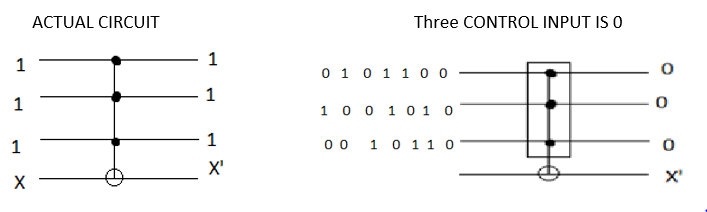 ACTUAL CIRCUIT
Three CONTROL INPUT IS 0
1 1
1 1
1 1
X X'
0 1 0 1 1 0 0 0
1 0 0 1 0 1 0 0
0 0 1 0 1 1 0 0
X'